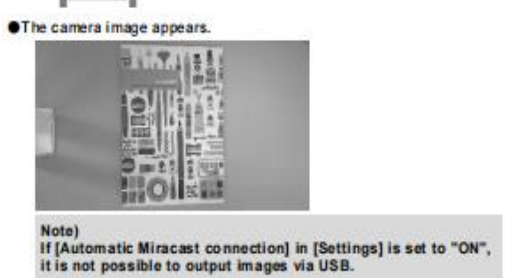 ●The camera image appears.
Note)
If [Automatic Miracast connection] in [Settings] is set to "ON",
it is not possible to output images via USB.